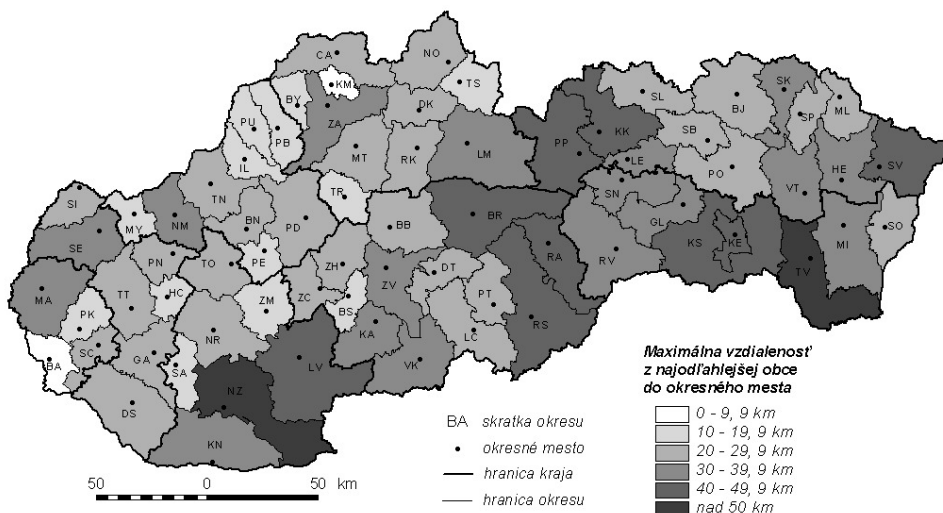 CA
NO
KM
TS
BY
ZA
DK
PU
PB
IL
MT
RK
LM
PP
KK
SL
BJ
SK
SP
ML
SB
LE
PO
HE
SV
VT
SI
MY
NM
TN
BN
PD
TR
BB
BR
SN
GL
RA
RV
KS
KE
TV
MI
SO
SE
PN
TO
PE
ZH
DT
MA
TT
HC
ZM
ZC
BS
ZV
PT
RS
PK
NR
KA
LC
BA
SC
GA
SA
LV
VK
DS
NZ
KN
BA skratka okresu
okresné mesto
hranica kraja
hranica okresu
50 0 50 km
Maximálna vzdialenosť
z najodľahlejšej obce
do okresného mesta
0 - 9, 9 km
10 - 19, 9 km
20 - 29, 9 km
30 - 39, 9 km
40 - 49, 9 km
nad 50 km